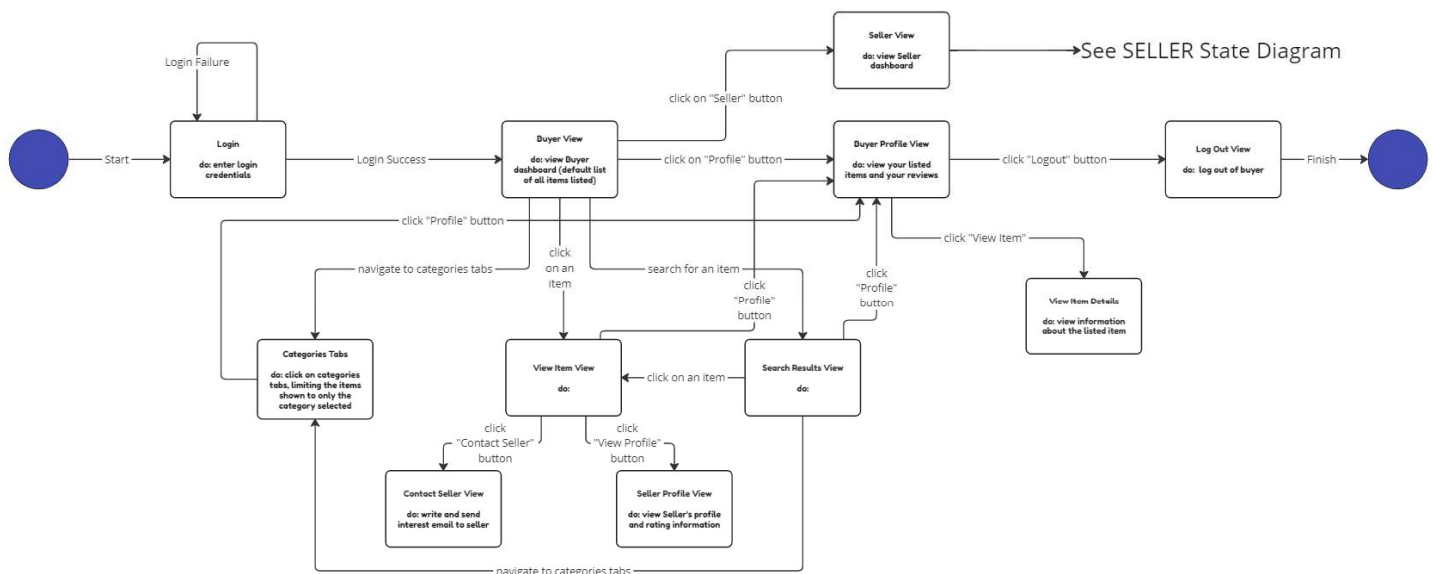 Seller View
do: view Seller
dashboard
See SELLER State Diagram
Login Failure
click on "Seller" button
Start
Login
do: enter login
credentials
Login Success
Buyer View
do: view Buyer
dashboard (default list
of all items listed)
click on "Profile" button
Buyer Profile View
do: view your listed
items and your reviews
click "Logout" button
Log Out View
do: log out of buyer
Finish
click "Profile" button
click "View Item"
navigate to categories tabs
click
on an
item
search for an item
click
"Profile"
button
click
"Profile"
button
View Item Details
do: view information
about the listed item
Categories Tabs
do: click on categories
tabs, limiting the items
shown to only the
category selected
View Item View
do:
click on an item
Search Results View
do:
click
"Contact Seller"
button
click
"View Profile"
button
Contact Seller View
do: write and send
interest email to seller
Seller Profile View
do: view Seller's profile
and rating information
navigate to categories tabs